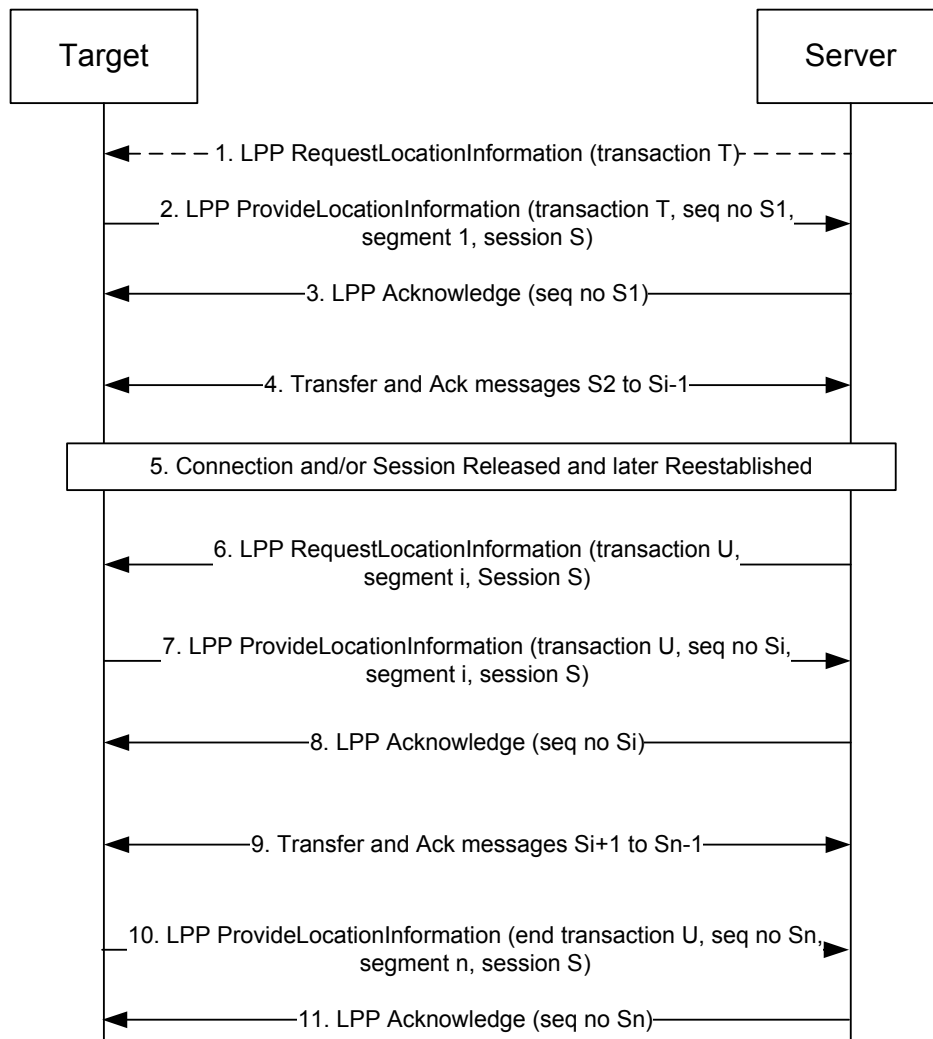 Target
Server
1. LPP RequestLocationInformation (transaction T)
2. LPP ProvideLocationInformation (transaction T, seq no S1,
segment 1, session S)
3. LPP Acknowledge (seq no S1)
4. Transfer and Ack messages S2 to Si-1
5. Connection and/or Session Released and later Reestablished
6. LPP RequestLocationInformation (transaction U,
segment i, Session S)
7. LPP ProvideLocationInformation (transaction U, seq no Si,
segment i, session S)
8. LPP Acknowledge (seq no Si)
9. Transfer and Ack messages Si+1 to Sn-1
10. LPP ProvideLocationInformation (end transaction U, seq no Sn,
segment n, session S)
11. LPP Acknowledge (seq no Sn)